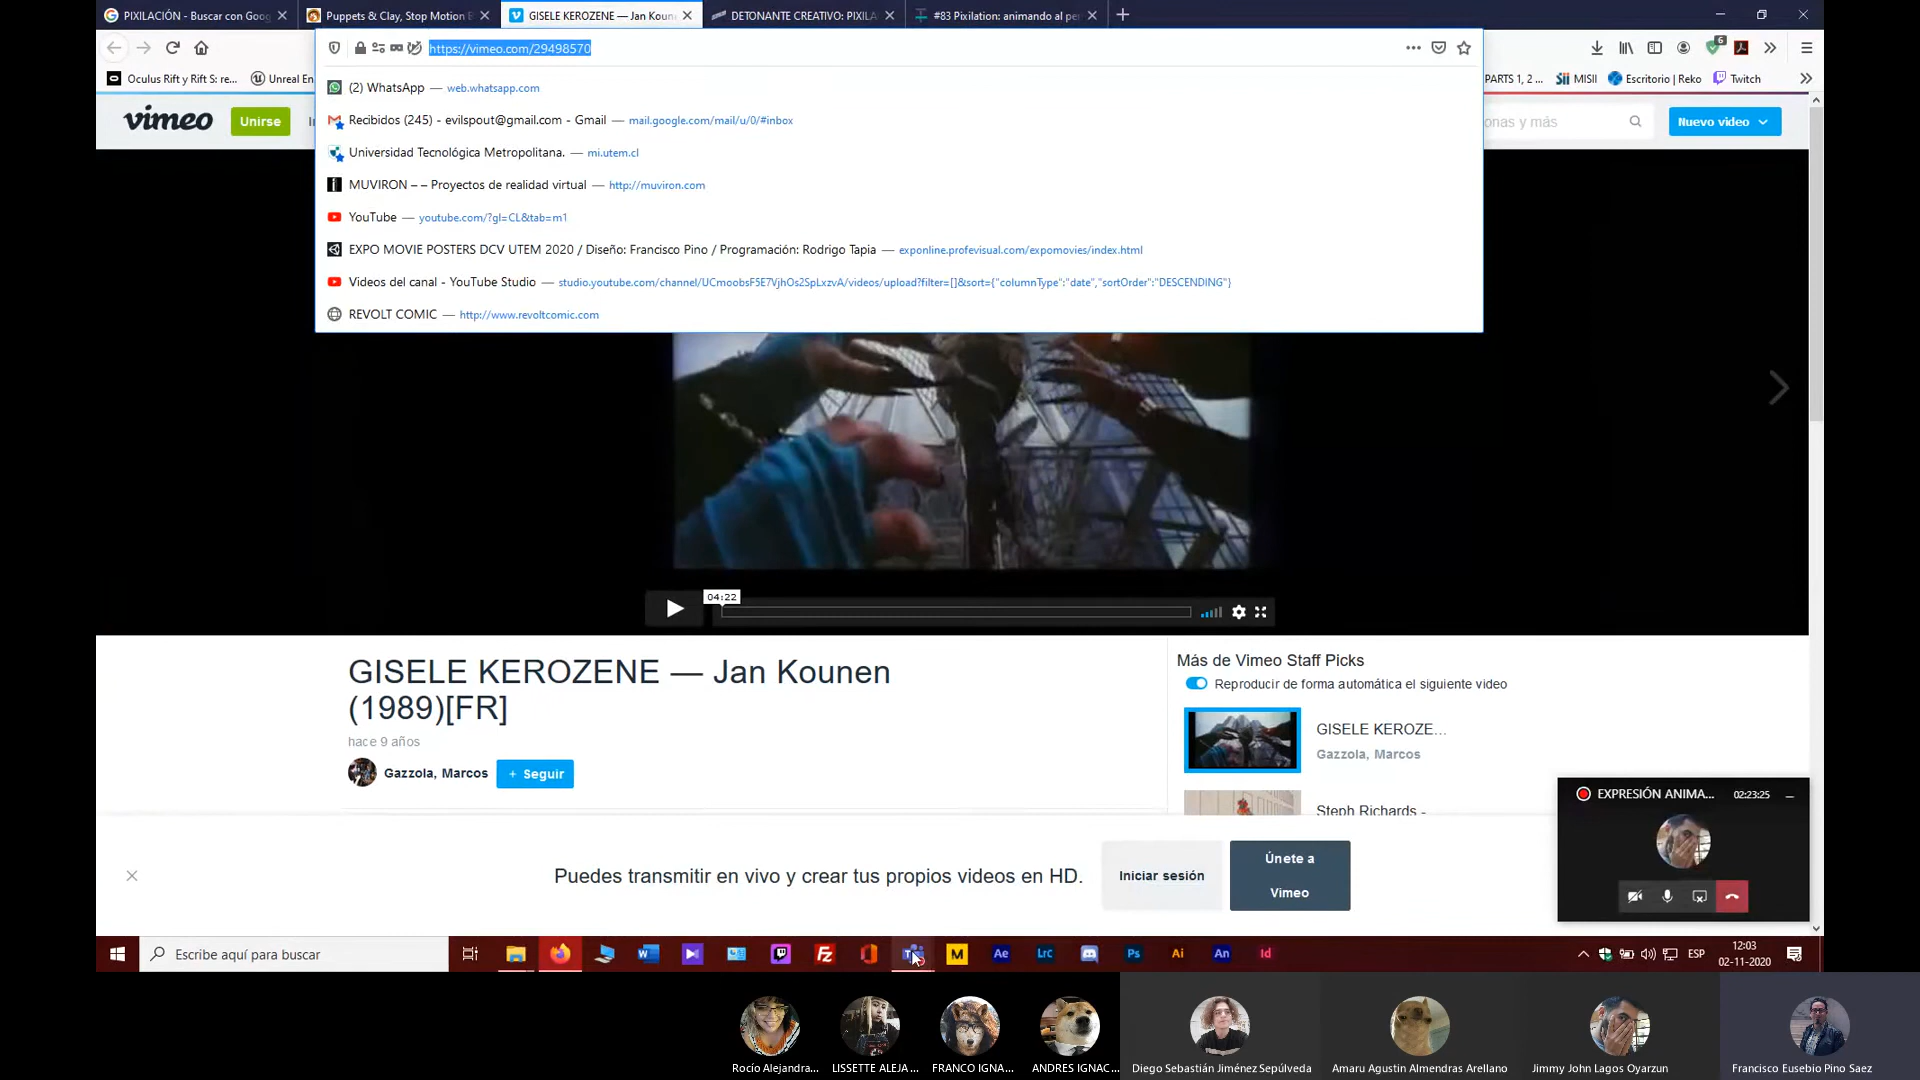 PIXILACIÓN - Buscar con Goog
Puppets & Clay, Stop Motion B
GISELE KEROZENE — Jan Koun
DETONANTE CREATIVO: PIXILA
#83 Pixilation: animando al pe
https://vimeo.com/29498570
6
Oculus Rift y Rift S: re...
Unreal En
PARTS 1, 2 ...
MISII
Escritorio | Reko
Twitch
(2) WhatsApp — web.whatsapp.com
Recibidos (245) - evilspout@gmail.com - Gmail — mail.google.com/mail/u/0/#inbox
Universidad Tecnológica Metropolitana. — mi.utem.cl
MUVIRON – – Proyectos de realidad virtual — http://muviron.com
YouTube — youtube.com/?gl=CL&tab=m1
EXPO MOVIE POSTERS DCV UTEM 2020 / Diseño: Francisco Pino / Programación: Rodrigo Tapia — exponline.profevisual.com/expomovies/index.html
Videos del canal - YouTube Studio — studio.youtube.com/channel/UCmoobsF5E7VjhOs2SpLxzvA/videos/upload?filter=[]&sort={"columnType":"date","sortOrder":"DESCENDING"}
REVOLT COMIC — http://www.revoltcomic.com
vimeo
Unirse
onas y más
Nuevo video
04:22
GISELE KEROZENE — Jan Kounen
(1989)[FR]
hace 9 años
Gazzola, Marcos
+ Seguir
Más de Vimeo Staff Picks
Reproducir de forma automática el siguiente video
GISELE KEROZE...
Gazzola, Marcos
Steph Richards -
EXPRESIÓN ANIMA...
02:23:25
Puedes transmitir en vivo y crear tus propios videos en HD.
Iniciar sesión
Únete a
Vimeo
Escribe aquí para buscar
Fz
M
Ae
LrC
Ps
Ai
An
Id
ESP
12:03
02-11-2020
Rocío Alejandra...
LISSETTE ALEJA...
FRANCO IGNA...
ANDRES IGNAC...
Diego Sebastián Jiménez Sepúlveda
Amaru Agustin Almendras Arellano
Jimmy John Lagos Oyarzun
Francisco Eusebio Pino Saez